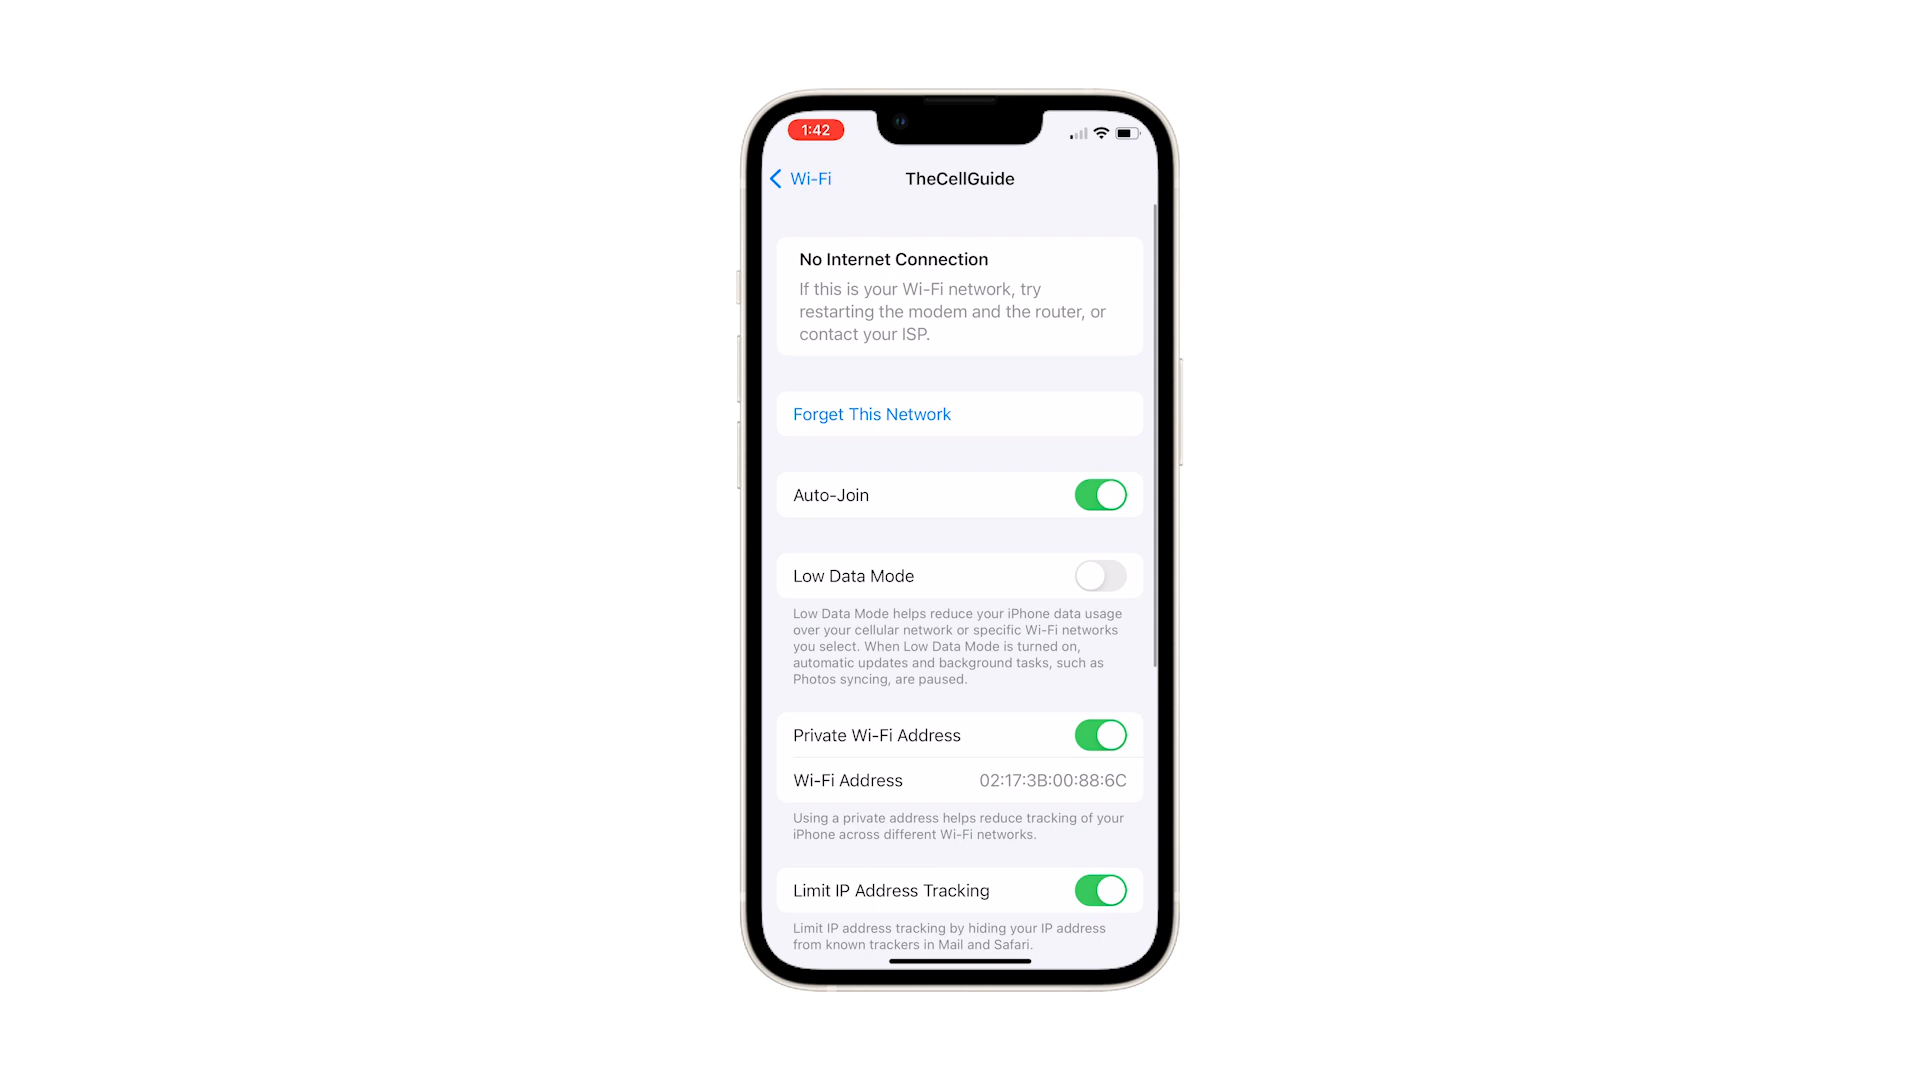 1:42
Wi-Fi
TheCellGuide
No Internet Connection
If this is your Wi-Fi network, try
restarting the modem and the router, or
contact your ISP.
Forget This Network
Auto-Join
Low Data Mode
Low Data Mode helps reduce your iPhone data usage
over your cellular network or specific Wi-Fi networks
you select. When Low Data Mode is turned on,
automatic updates and background tasks, such as
Photos syncing, are paused.
Private Wi-Fi Address
Wi-Fi Address 02:17:3B:00:88:6C
Using a private address helps reduce tracking of your
iPhone across different Wi-Fi networks.
Limit IP Address Tracking
Limit IP address tracking by hiding your IP address
from known trackers in Mail and Safari.